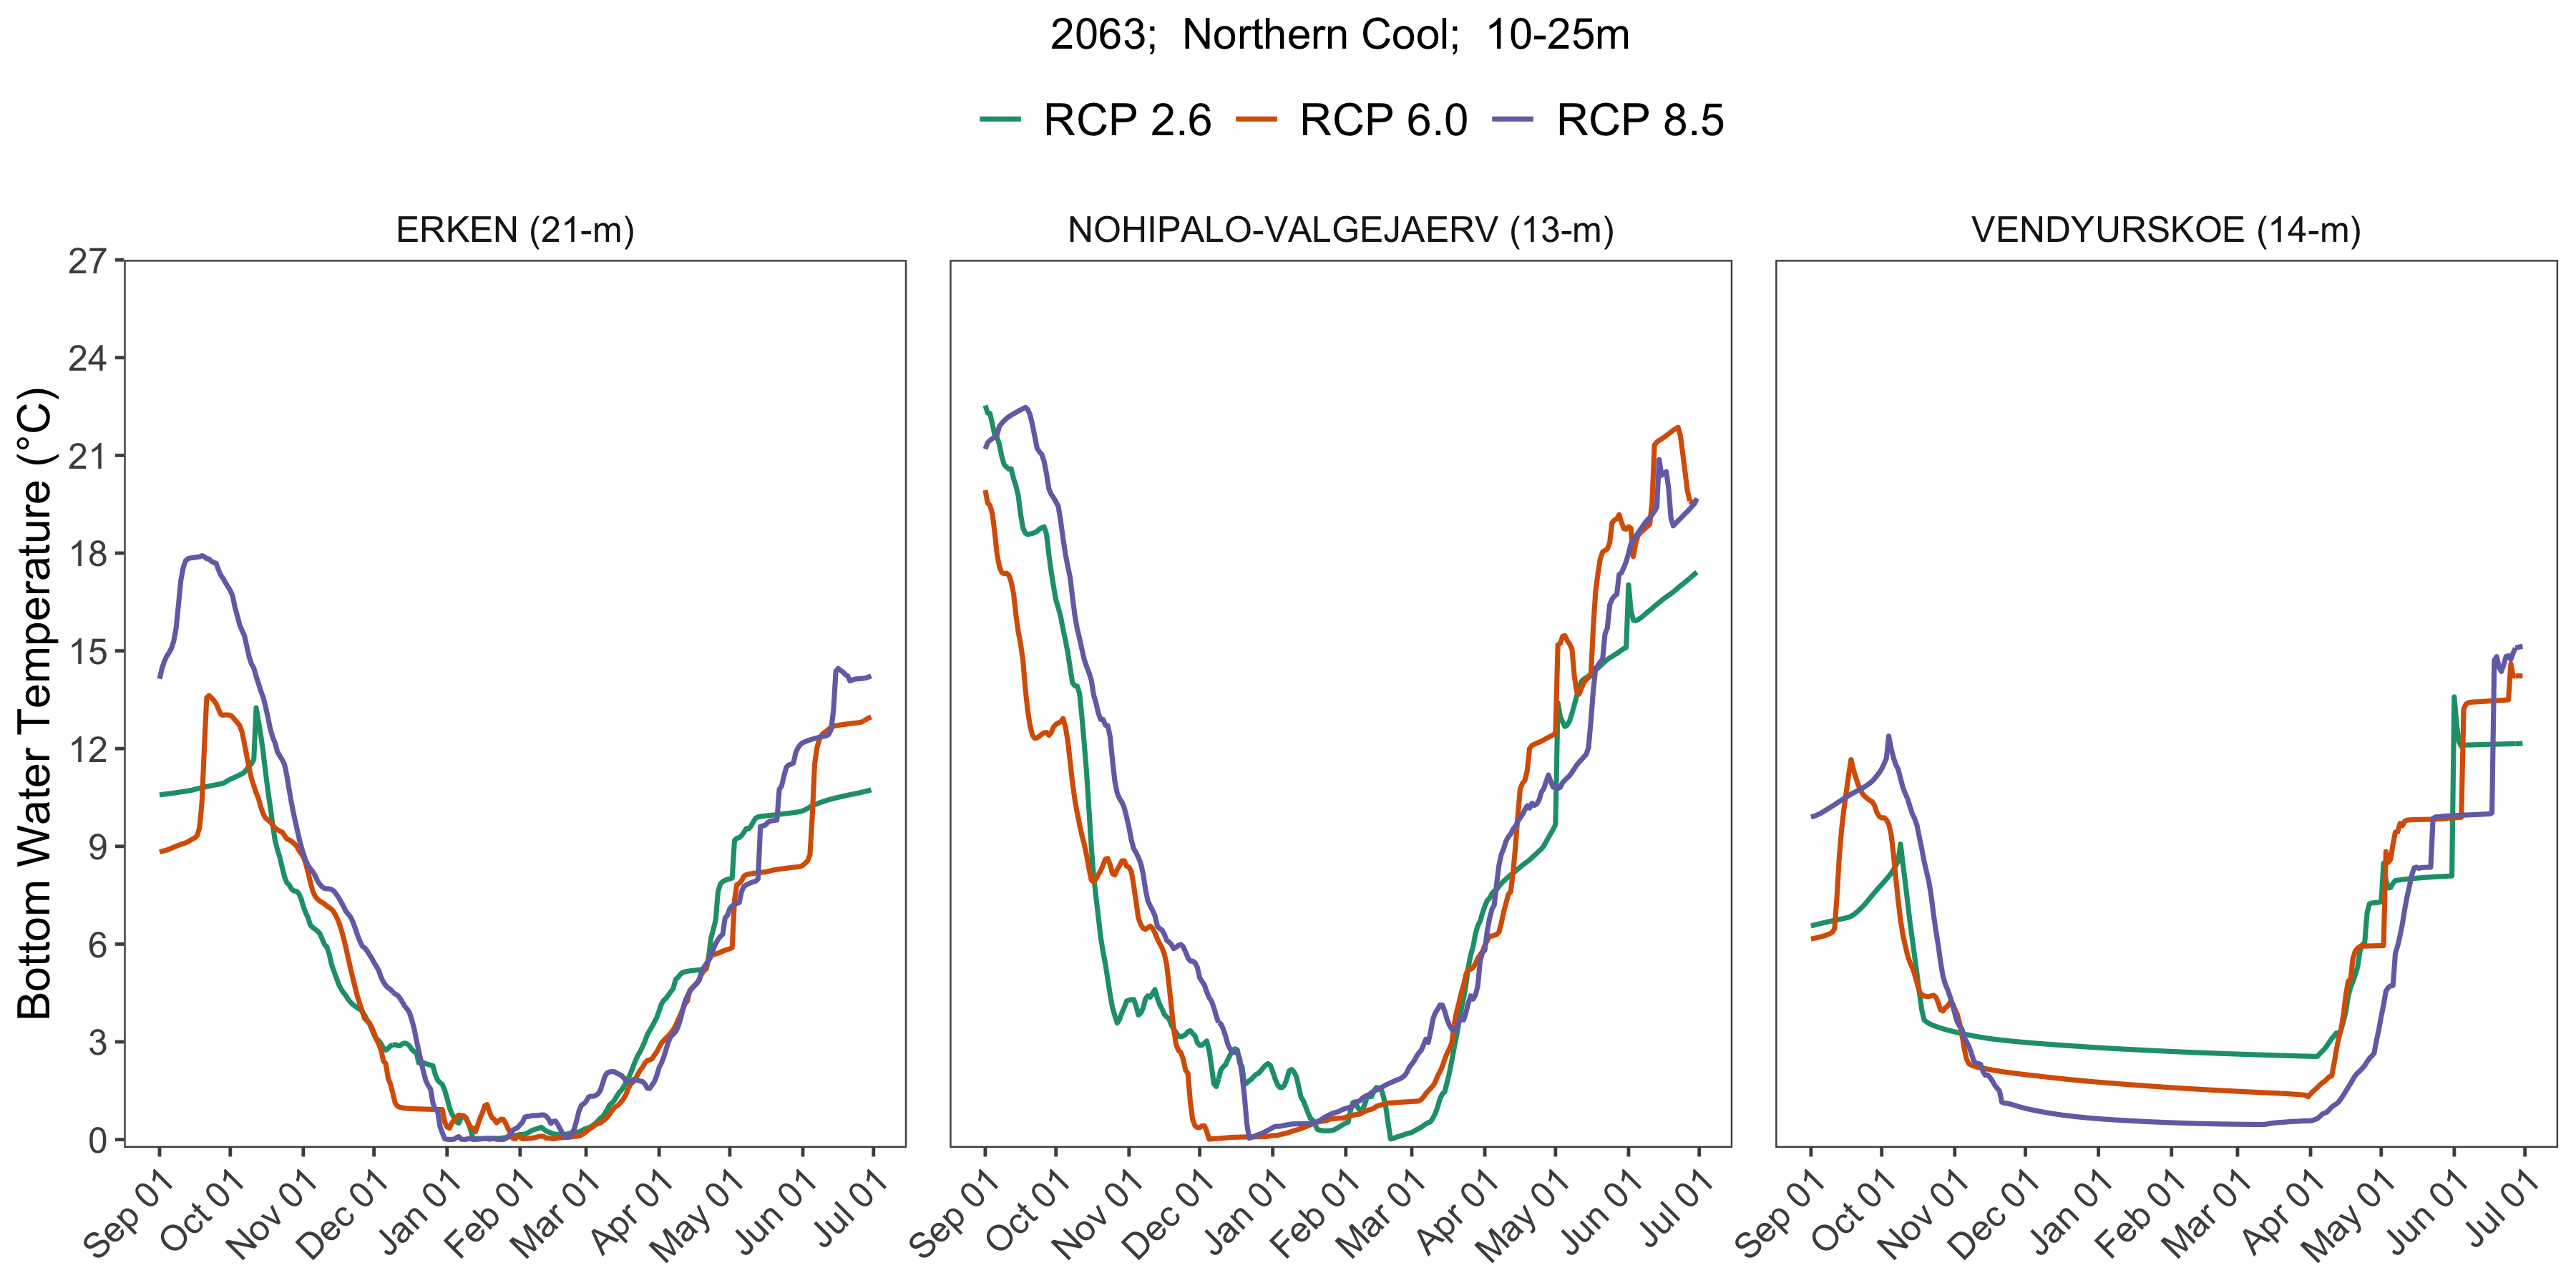 2063;  Northern Cool;  10-25m
RCP 2.6 RCP 6.0 RCP 8.5
ERKEN (21-m) NOHIPALO-VALGEJAERV (13-m) VENDYURSKOE (14-m)
Bottom Water Temperature (°C)
27
24
21
18
15
12
9
6
3
0
Sep 01 Oct 01 Nov 01 Dec 01 Jan 01 Feb 01 Mar 01 Apr 01 May 01 Jun 01 Jul 01 Sep 01 Oct 01 Nov 01 Dec 01 Jan 01 Feb 01 Mar 01 Apr 01 May 01 Jun 01 Jul 01 Sep 01 Oct 01 Nov 01 Dec 01 Jan 01 Feb 01 Mar 01 Apr 01 May 01 Jun 01 Jul 01